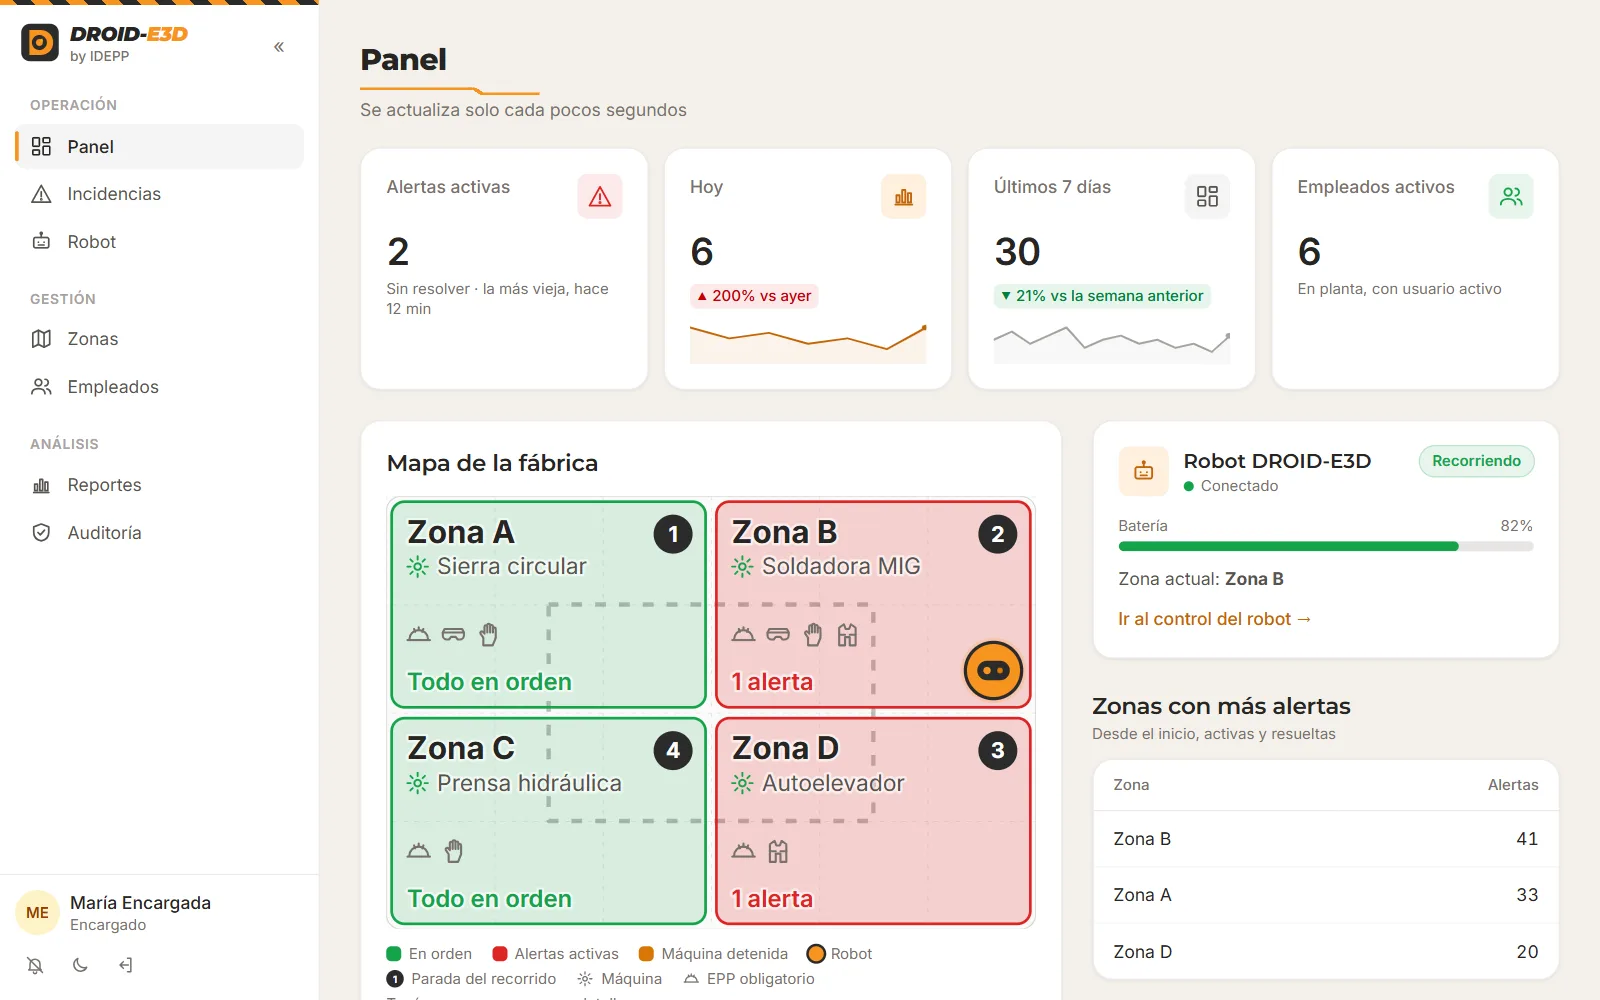 DROID-E3D
by IDEPP
«
OPERACIÓN
Panel
Incidencias
Robot
GESTIÓN
Zonas
Empleados
ANÁLISIS
Reportes
Auditoría
ME
María Encargada
Encargado
Panel
Se actualiza solo cada pocos segundos
Alertas activas
2
Sin resolver · la más vieja, hace
12 min
Hoy
6
▲ 200% vs ayer
Últimos 7 días
30
▼ 21% vs la semana anterior
Empleados activos
6
En planta, con usuario activo
Mapa de la fábrica
Zona A
1
Sierra circular
Todo en orden
Zona B
2
Soldadora MIG
1 alerta
Zona C
4
Prensa hidráulica
Todo en orden
Zona D
3
Autoelevador
1 alerta
En orden
Alertas activas
Máquina detenida
Robot
1 Parada del recorrido
Máquina
EPP obligatorio
Robot DROID-E3D
Conectado
Recorriendo
Batería
82%
Zona actual: Zona B
Ir al control del robot →
Zonas con más alertas
Desde el inicio, activas y resueltas
Zona Alertas
Zona B 41
Zona A 33
Zona D 20